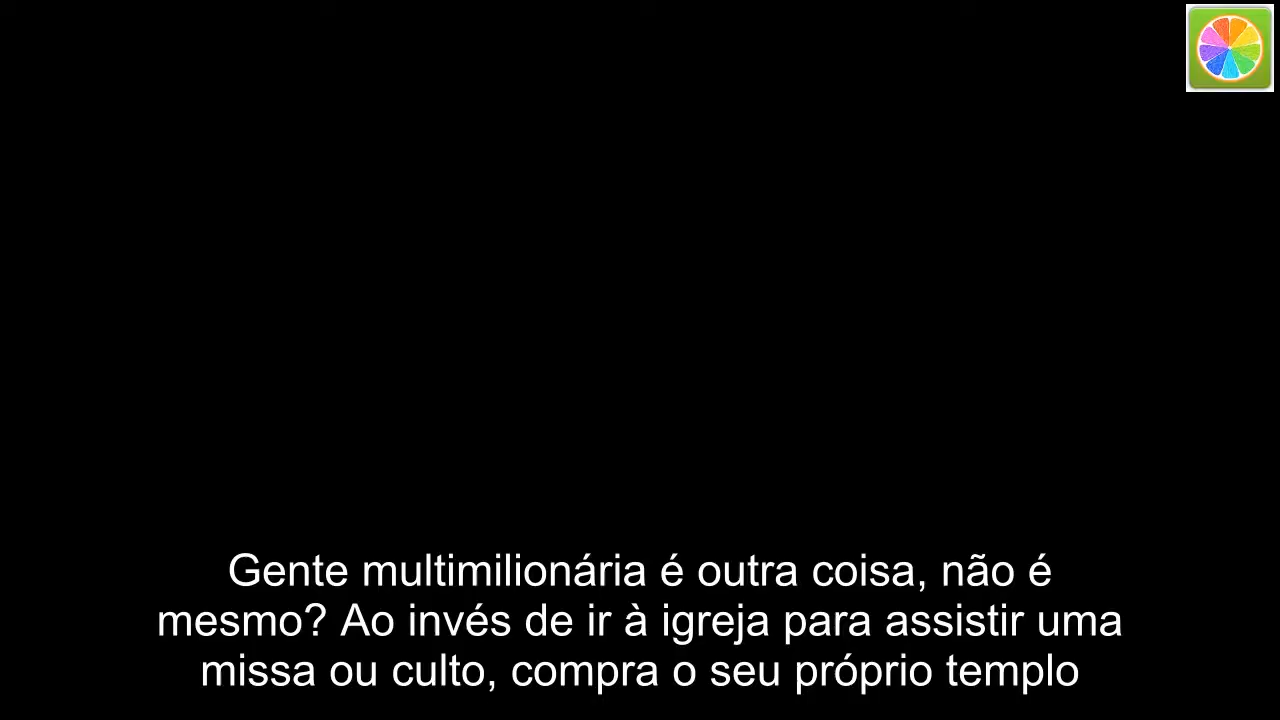 Gente multimilionária é outra coisa, não é
mesmo? Ao invés de ir à igreja para assistir uma
missa ou culto, compra o seu próprio templo